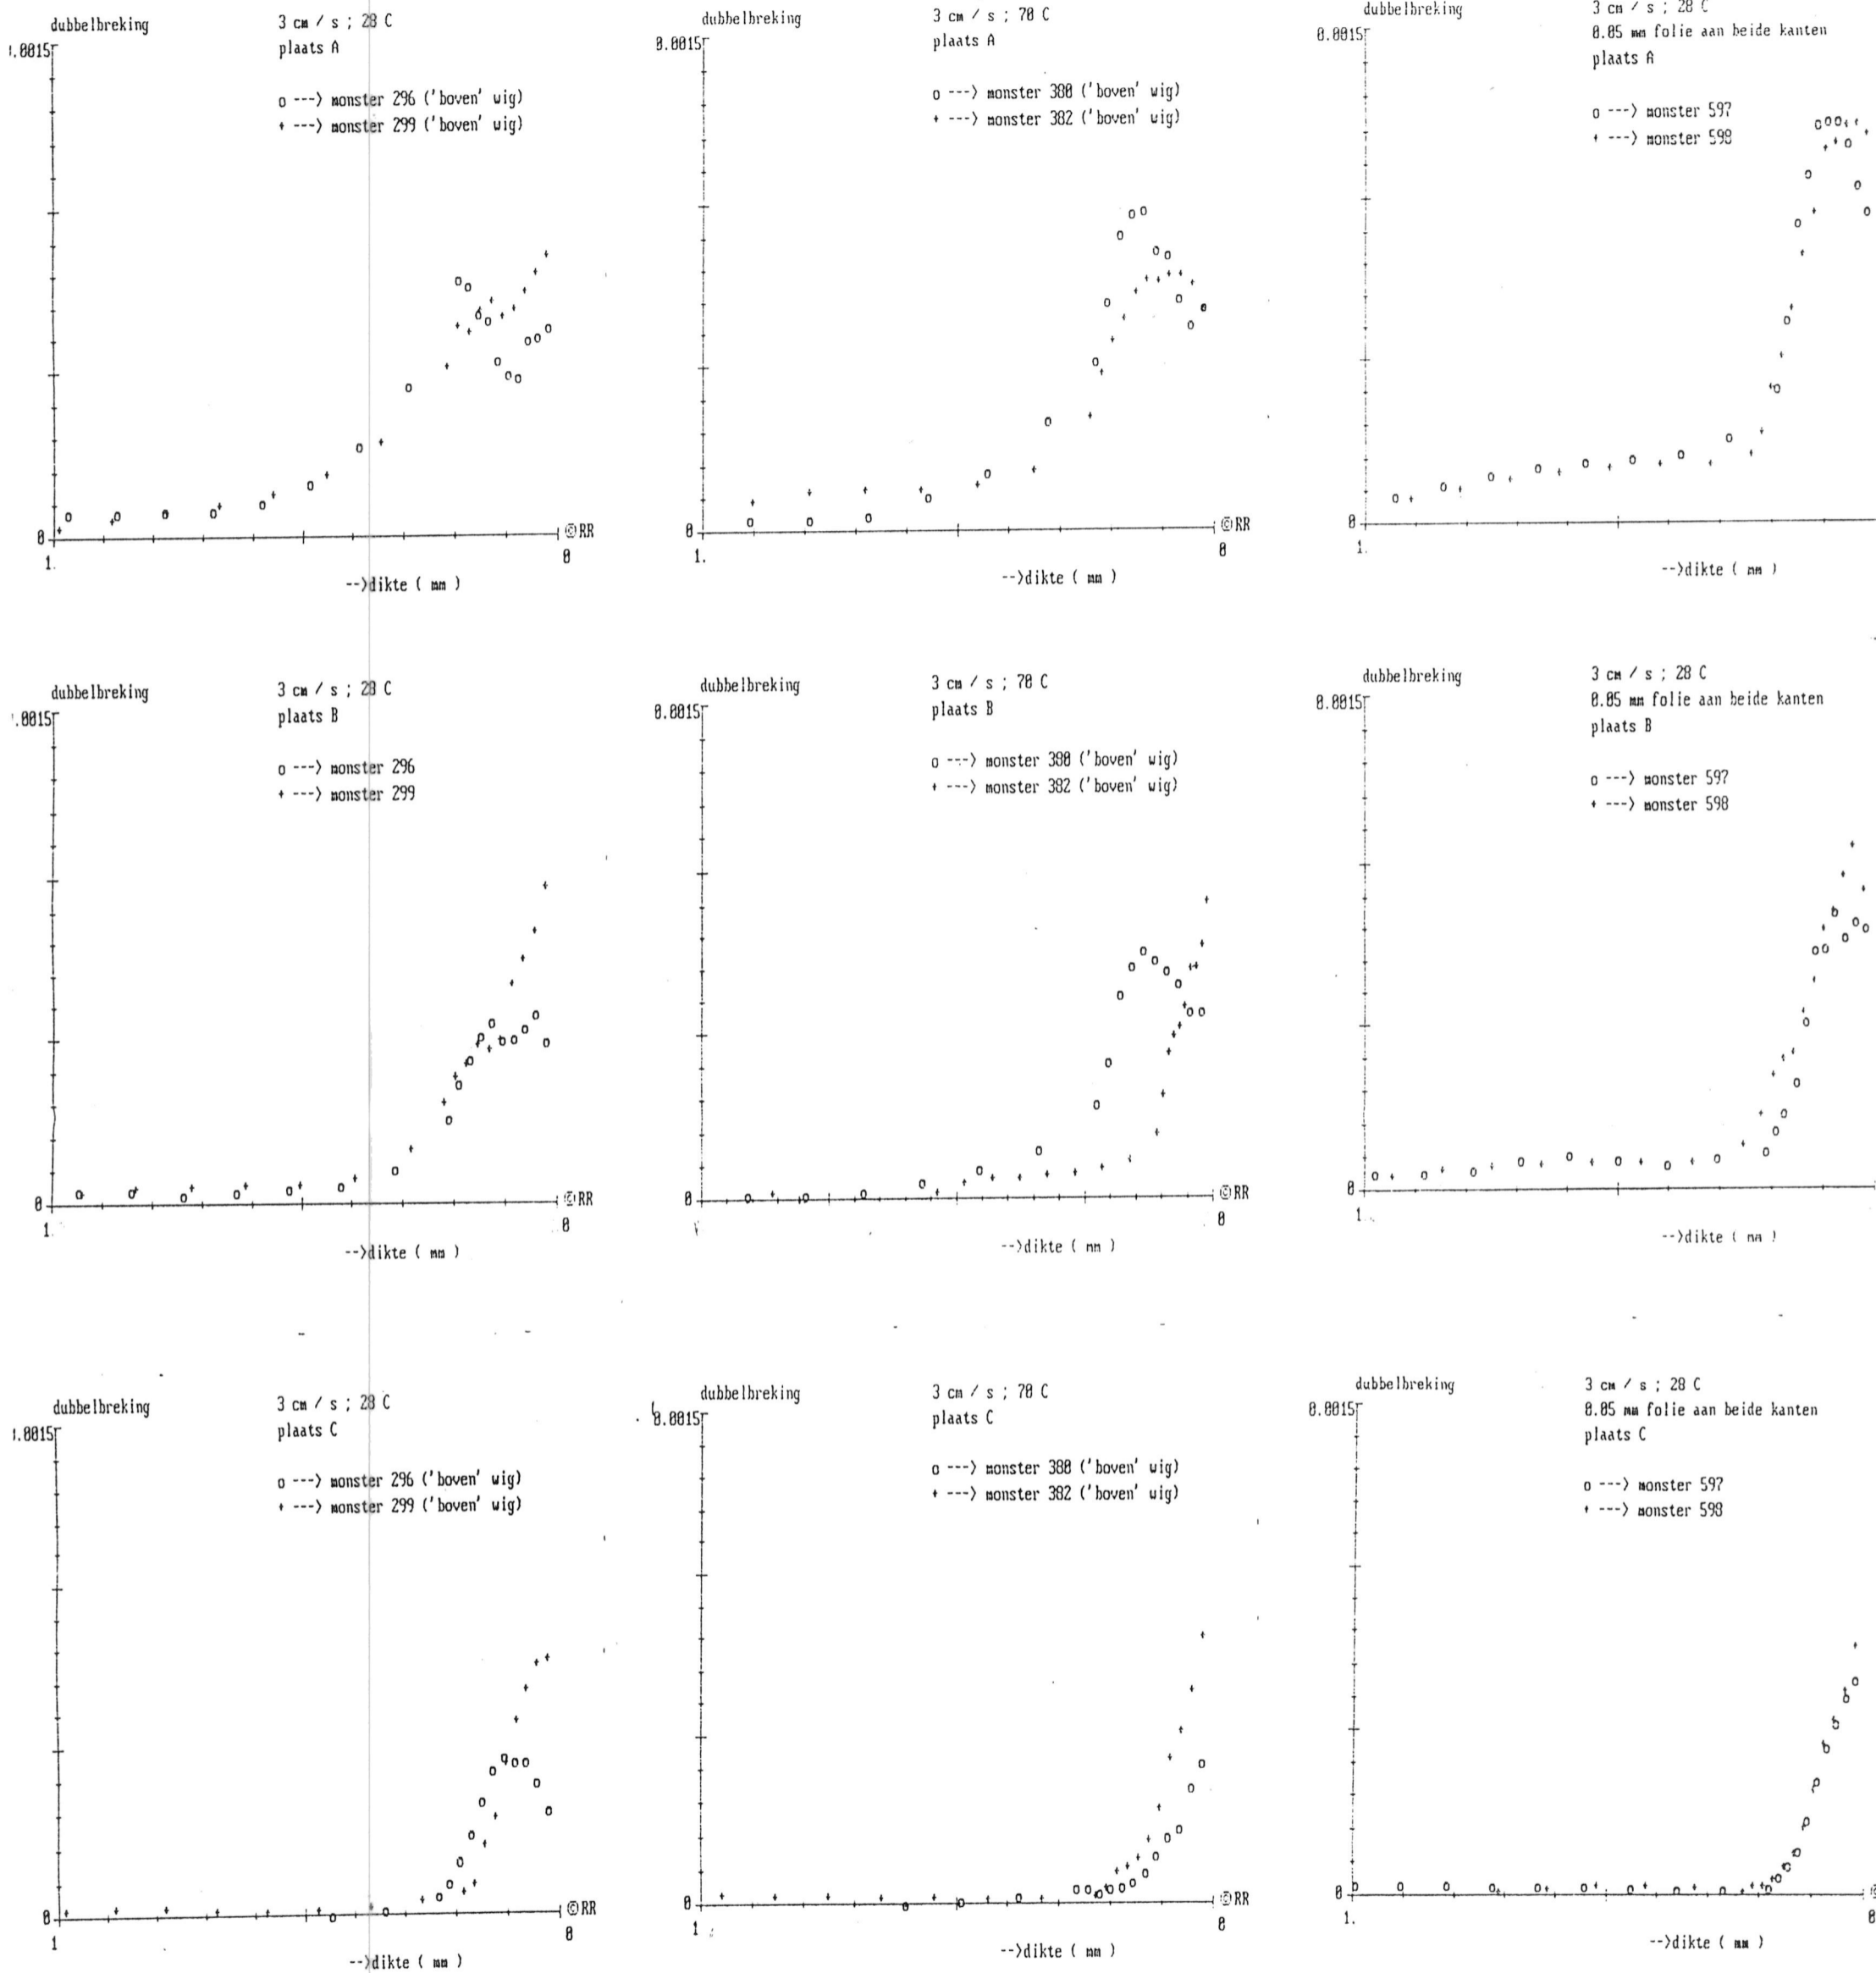 dubbelbreking
3 cm / s ; 28 C
plaats A
.0015
o ---> monster 296 ('boven' wig)
+ ---> monster 299 ('boven' wig)
0
©RR
1.
0
-->dikte ( mm )
dubbelbreking
3 cm / s ; 70 C
plaats A
0.0015
o ---> monster 380 ('boven' wig)
+ ---> monster 382 ('boven' wig)
0
©RR
1.
0
-->dikte ( mm )
dubbelbreking
3 cm / s ; 28 C
0.0015
0.05 mm folie aan beide kanten
plaats A
o ---> monster 597
+ ---> monster 598
0
1.
-->dikte ( mm )
dubbelbreking
3 cm / s ; 28 C
plaats B
.0015
o ---> monster 296
+ ---> monster 299
0
©RR
1.
0
-->dikte ( mm )
dubbelbreking
3 cm / s ; 70 C
plaats B
0.0015
o ---> monster 380 ('boven' wig)
+ ---> monster 382 ('boven' wig)
0
©RR
1.
0
-->dikte ( mm )
dubbelbreking
3 cm / s ; 28 C
0.0015
0.05 mm folie aan beide kanten
plaats B
o ---> monster 597
+ ---> monster 598
0
1.
-->dikte ( mm )
dubbelbreking
3 cm / s ; 28 C
plaats C
.0015
o ---> monster 296 ('boven' wig)
+ ---> monster 299 ('boven' wig)
0
©RR
1
0
-->dikte ( mm )
dubbelbreking
3 cm / s ; 70 C
plaats C
0.0015
o ---> monster 380 ('boven' wig)
+ ---> monster 382 ('boven' wig)
0
©RR
1
0
-->dikte ( mm )
dubbelbreking
3 cm / s ; 28 C
0.0015
0.05 mm folie aan beide kanten
plaats C
o ---> monster 597
+ ---> monster 598
0
1.
0
-->dikte ( mm )